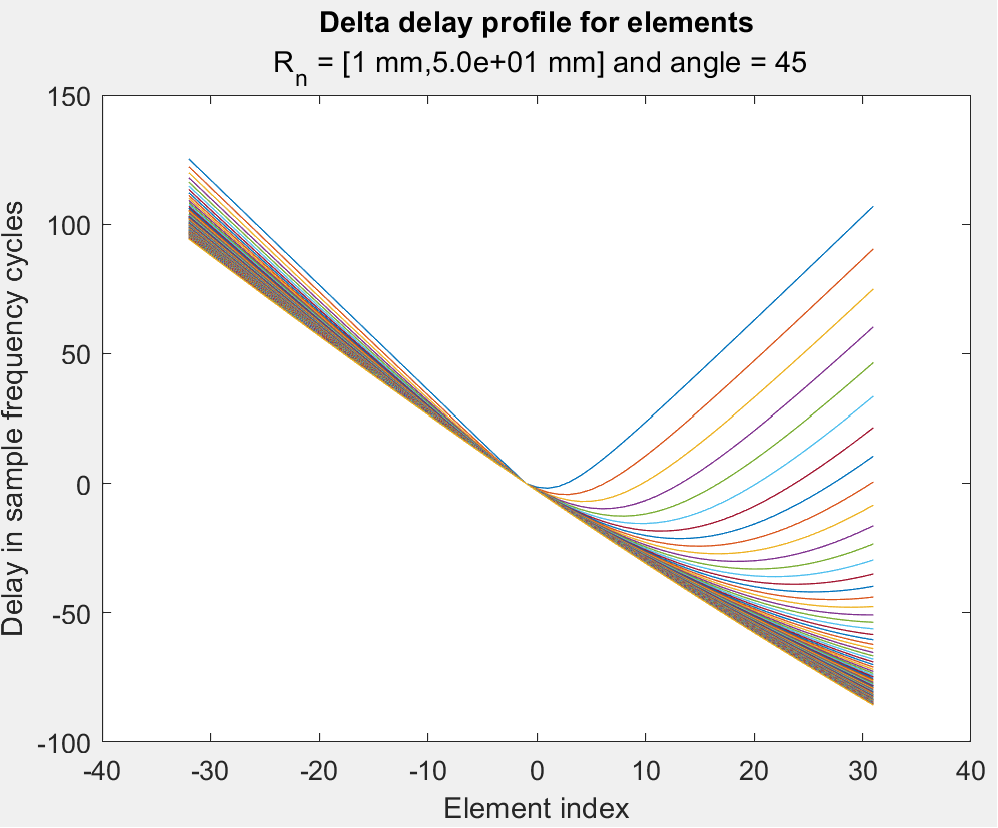 Delta delay profile for elements
R_n = [1 mm,5.0e+01 mm] and angle = 45
150
100
50
0
-50
-100
Delay in sample frequency cycles
-40 -30 -20 -10 0 10 20 30 40
Element index